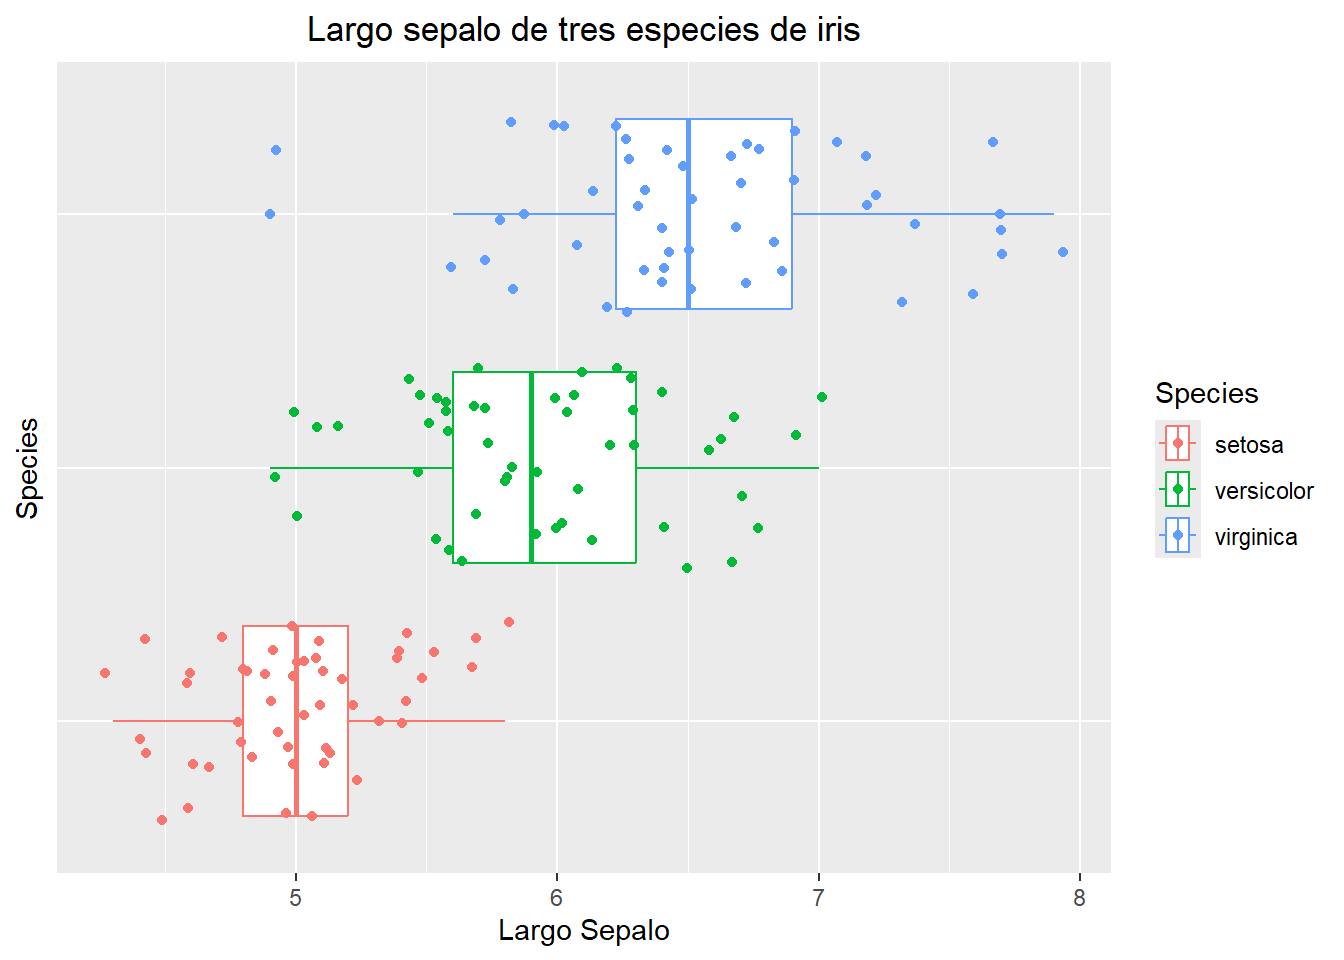 Largo sepalo de tres especies de iris
Species
Species
setosa
versicolor
virginica
5 6 7 8
Largo Sepalo